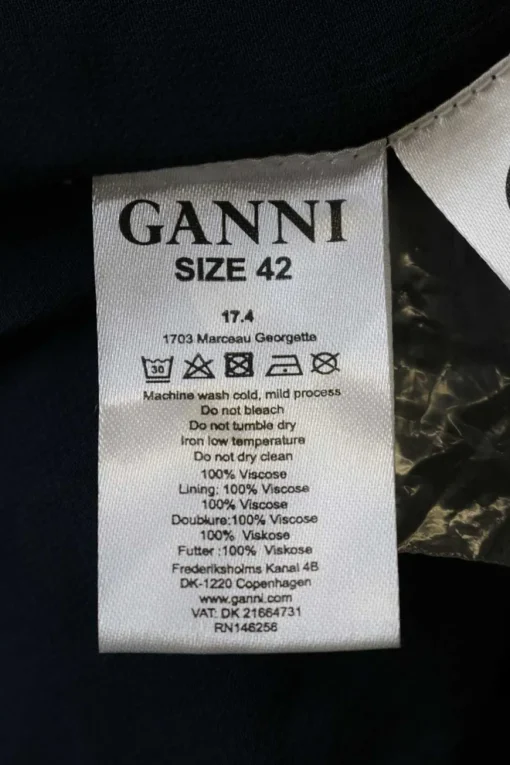 GANNI
SIZE 42
17.4
1703 Marceau Georgette
30
Machine wash cold, mild process
Do not bleach
Do not tumble dry
Iron low temperature
Do not dry clean
100% Viscose
Lining: 100% Viscose
100% Viscose
Doublure:100% Viscose
100% Viskose
Futter :100% Viskose
Frederiksholms Kanal 4B
DK-1220 Copenhagen
www.ganni.com
VAT: DK 21664731
RN146256